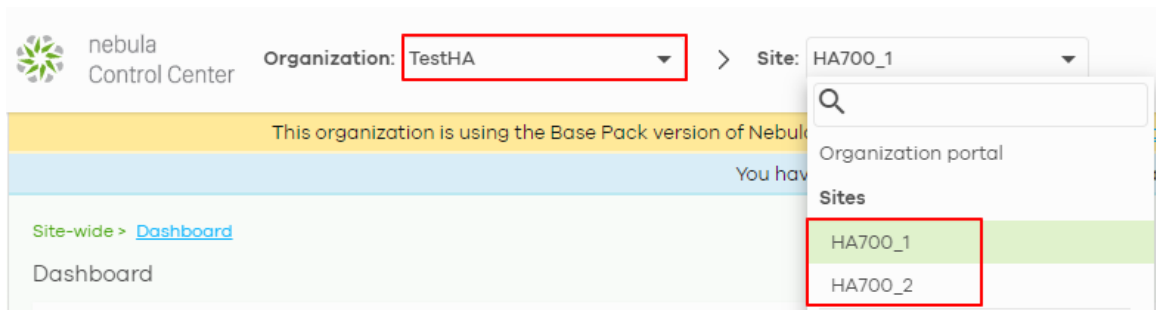 nebula
Control Center
Organization: TestHA > Site: HA700_1
This organization is using the Base Pack version of
Organization portal
You hav
Sites
Site-wide > Dashboard
HA700_1
Dashboard
HA700_2